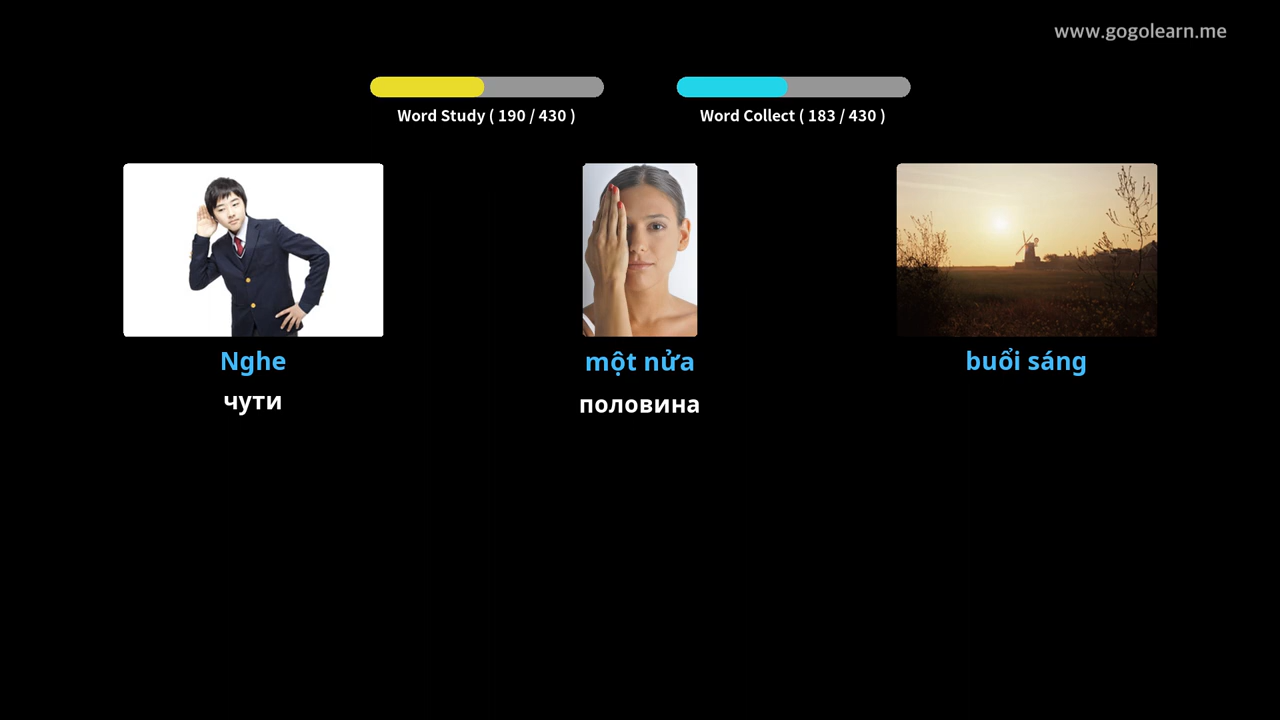 www.gogolearn.me
Word Study ( 190 / 430 )
Word Collect ( 183 / 430 )
Nghe
một nửa
buổi sáng
чути
половина